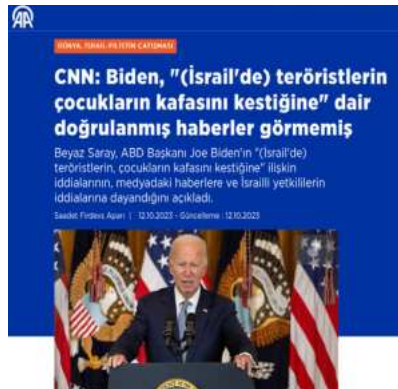 AA
DÜNYA, İSRAİL-FİLİSTİN ÇATIŞMASI
CNN: Biden, "(İsrail'de) teröristlerin
çocukların kafasını kestiğine" dair
doğrulanmış haberler görmemiş
Beyaz Saray, ABD Başkanı Joe Biden'ın "(İsrail'de)
teröristlerin, çocukların kafasını kestiğine" ilişkin
iddialarının, medyadaki haberlere ve İsrailli yetkililerin
iddialarına dayandığını açıkladı.
Saadet Firdevs Aparı | 12.10.2023 - Güncelleme : 12.10.2023